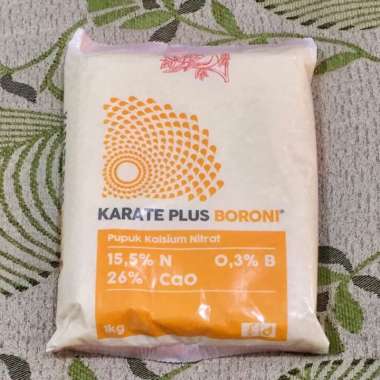 KARATE PLUS BORONI®
Pupuk Kalsium Nitrat
15,5% N 0,3% B
26% CaO
1kg